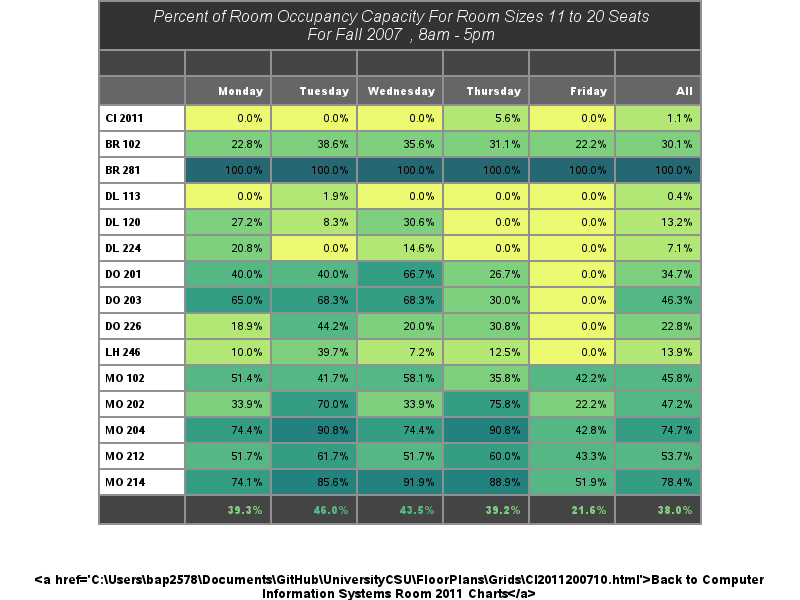 Percent of Room Occupancy Capacity For Room Sizes 11 to 20 Seats
For Fall 2007 , 8am - 5pm
Monday Tuesday Wednesday Thursday Friday All
CI 2011 0.0% 0.0% 0.0% 5.6% 0.0% 1.1%
BR 102 22.8% 38.6% 35.6% 31.1% 22.2% 30.1%
BR 281 100.0% 100.0% 100.0% 100.0% 100.0% 100.0%
DL 113 0.0% 1.9% 0.0% 0.0% 0.0% 0.4%
DL 120 27.2% 8.3% 30.6% 0.0% 0.0% 13.2%
DL 224 20.8% 0.0% 14.6% 0.0% 0.0% 7.1%
DO 201 40.0% 40.0% 66.7% 26.7% 0.0% 34.7%
DO 203 65.0% 68.3% 68.3% 30.0% 0.0% 46.3%
DO 226 18.9% 44.2% 20.0% 30.8% 0.0% 22.8%
LH 246 10.0% 39.7% 7.2% 12.5% 0.0% 13.9%
MO 102 51.4% 41.7% 58.1% 35.8% 42.2% 45.8%
MO 202 33.9% 70.0% 33.9% 75.8% 22.2% 47.2%
MO 204 74.4% 90.8% 74.4% 90.8% 42.8% 74.7%
MO 212 51.7% 61.7% 51.7% 60.0% 43.3% 53.7%
MO 214 74.1% 85.6% 91.9% 88.9% 51.9% 78.4%
39.3% 46.0% 43.5% 39.2% 21.6% 38.0%
<a href='C:\Users\bap2578\Documents\GitHub\UniversityCSU\FloorPlans\Grids\CI2011200710.html'>Back to Computer
Information Systems Room 2011 Charts</a>